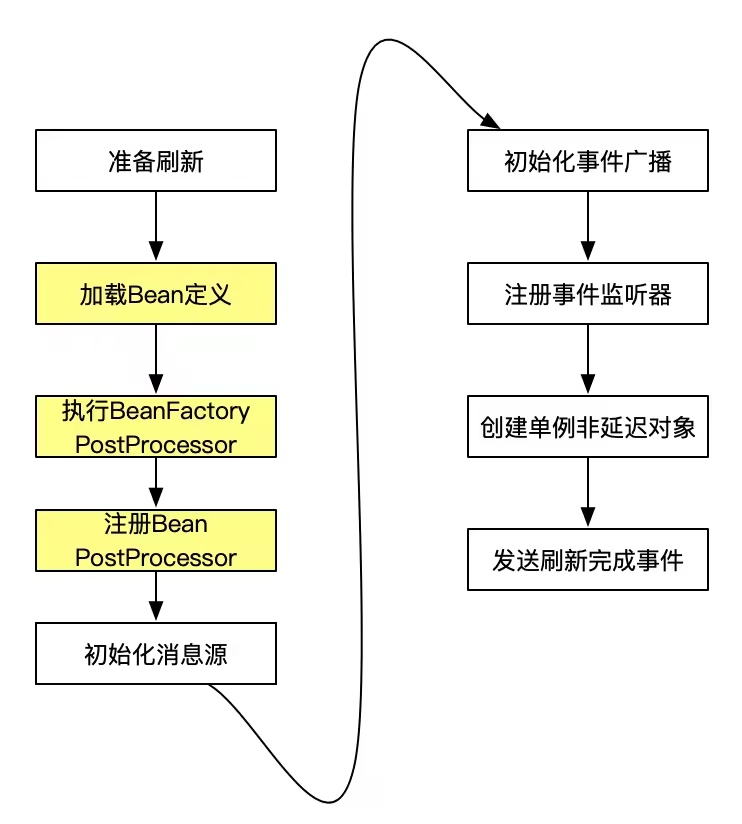 准备刷新
加载Bean定义
执行BeanFactory
PostProcessor
注册Bean
PostProcessor
初始化消息源
初始化事件广播
注册事件监听器
创建单例非延迟对象
发送刷新完成事件